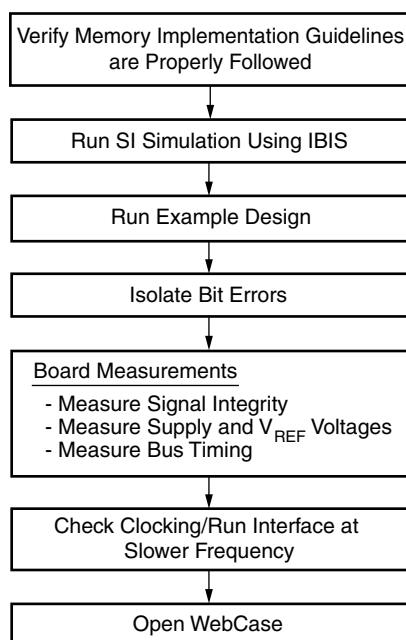 Verify Memory Implementation Guidelines
are Properly Followed
Run SI Simulation Using IBIS
Run Example Design
Isolate Bit Errors
Board Measurements
- Measure Signal Integrity
- Measure Supply and VREF Voltages
- Measure Bus Timing
Check Clocking/Run Interface at
Slower Frequency
Open WebCase